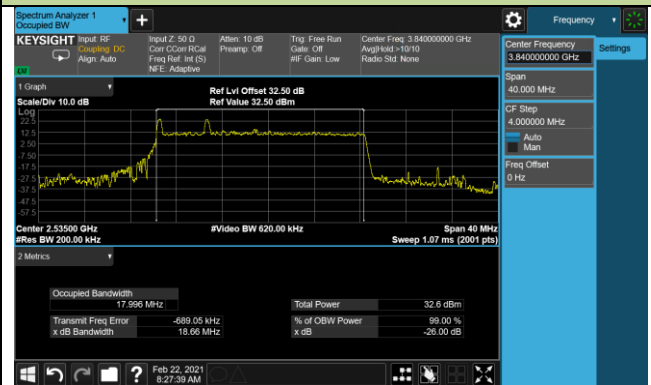 Spectrum Analyzer 1
Occupied BW
Frequency
KEYSIGHT
Input: RF
Coupling: DC
Align: Auto
Input Z: 50 Ω
Corr CCorr RCal
Freq Ref: Int (S)
NFE: Adaptive
Atten: 10 dB
Preamp: Off
Trig: Free Run
Gate: Off
#IF Gain: Low
Center Freq: 3.840000000 GHz
Avg|Hold:>10/10
Radio Std: None
Center Frequency
3.840000000 GHz
Settings
Span
40.000 MHz
CF Step
4.000000 MHz
Auto
Man
Freq Offset
0 Hz
1 Graph
Scale/Div 10.0 dB
Ref Lvl Offset 32.50 dB
Ref Value 32.50 dBm
Log
22.5
12.5
2.50
-7.50
-17.5
-27.5
-37.5
-47.5
-57.5
Center 2.53500 GHz
#Res BW 200.00 kHz
#Video BW 620.00 kHz
Span 40 MHz
Sweep 1.07 ms (2001 pts)
2 Metrics
Occupied Bandwidth
17.996 MHz
Total Power 32.6 dBm
Transmit Freq Error -689.05 kHz
% of OBW Power 99.00 %
x dB Bandwidth 18.66 MHz
x dB -26.00 dB
?
Feb 22, 2021
8:27:39 AM